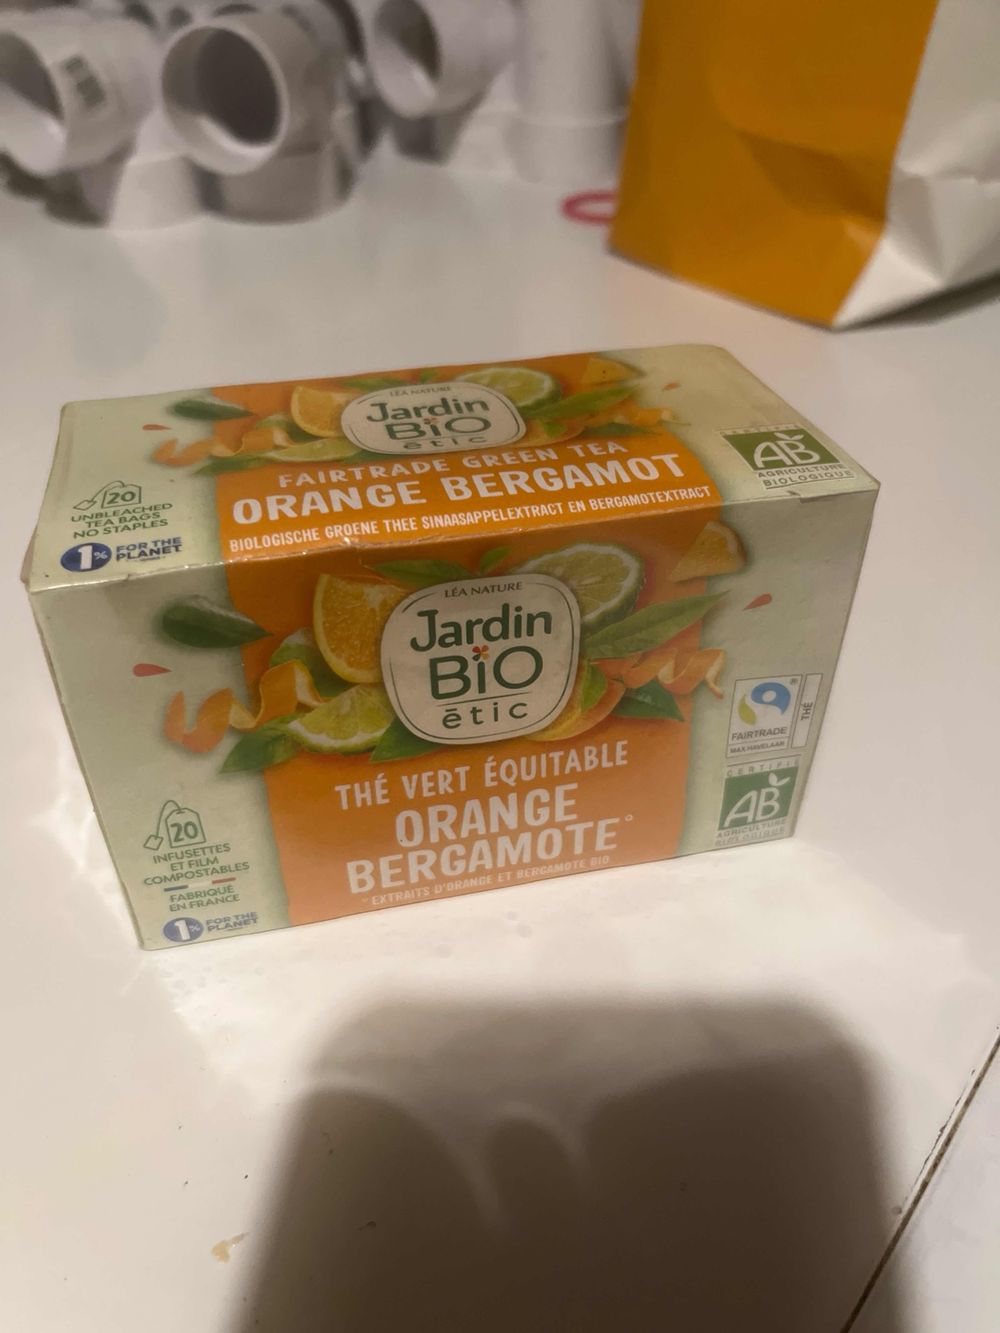 LÉA NATURE
Jardin
BiO
ētic
FAIRTRADE GREEN TEA
ORANGE BERGAMOT
BIOLOGISCHE GROENE THEE SINAASAPPELEXTRACT EN BERGAMOTEXTRACT
20
UNBLEACHED
TEA BAGS
NO STAPLES
1% FOR THE
PLANET
CERTIFIÉ
AB
AGRICULTURE
BIOLOGIQUE
LÉA NATURE
Jardin
BiO
ētic
THÉ VERT ÉQUITABLE
ORANGE
BERGAMOTE°
°EXTRAITS D'ORANGE ET BERGAMOTE BIO
20
INFUSETTES
ET FILM
COMPOSTABLES
FABRIQUÉ
EN FRANCE
1% FOR THE
PLANET
®
FAIRTRADE
MAX HAVELAAR
THÉ
CERTIFIÉ
AB
AGRICULTURE
BIOLOGIQUE